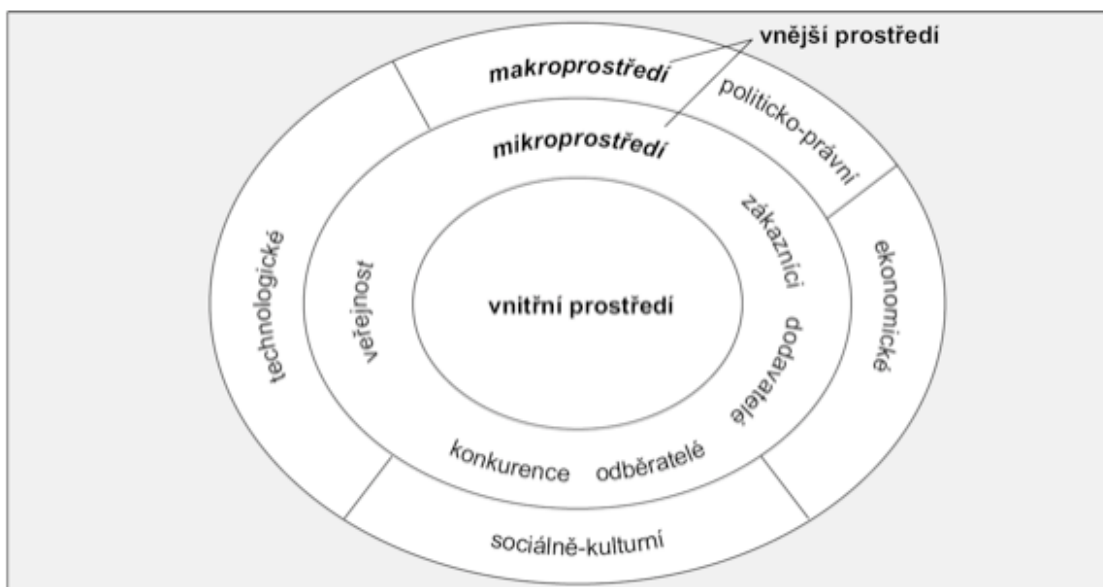 vnější prostředí
makroprostředí
politicko-právní
mikroprostředí
zákazníci
ekonomické
technologické
veřejnost
vnitřní prostředí
dodavatelé
konkurence
odběratelé
sociálně-kulturní